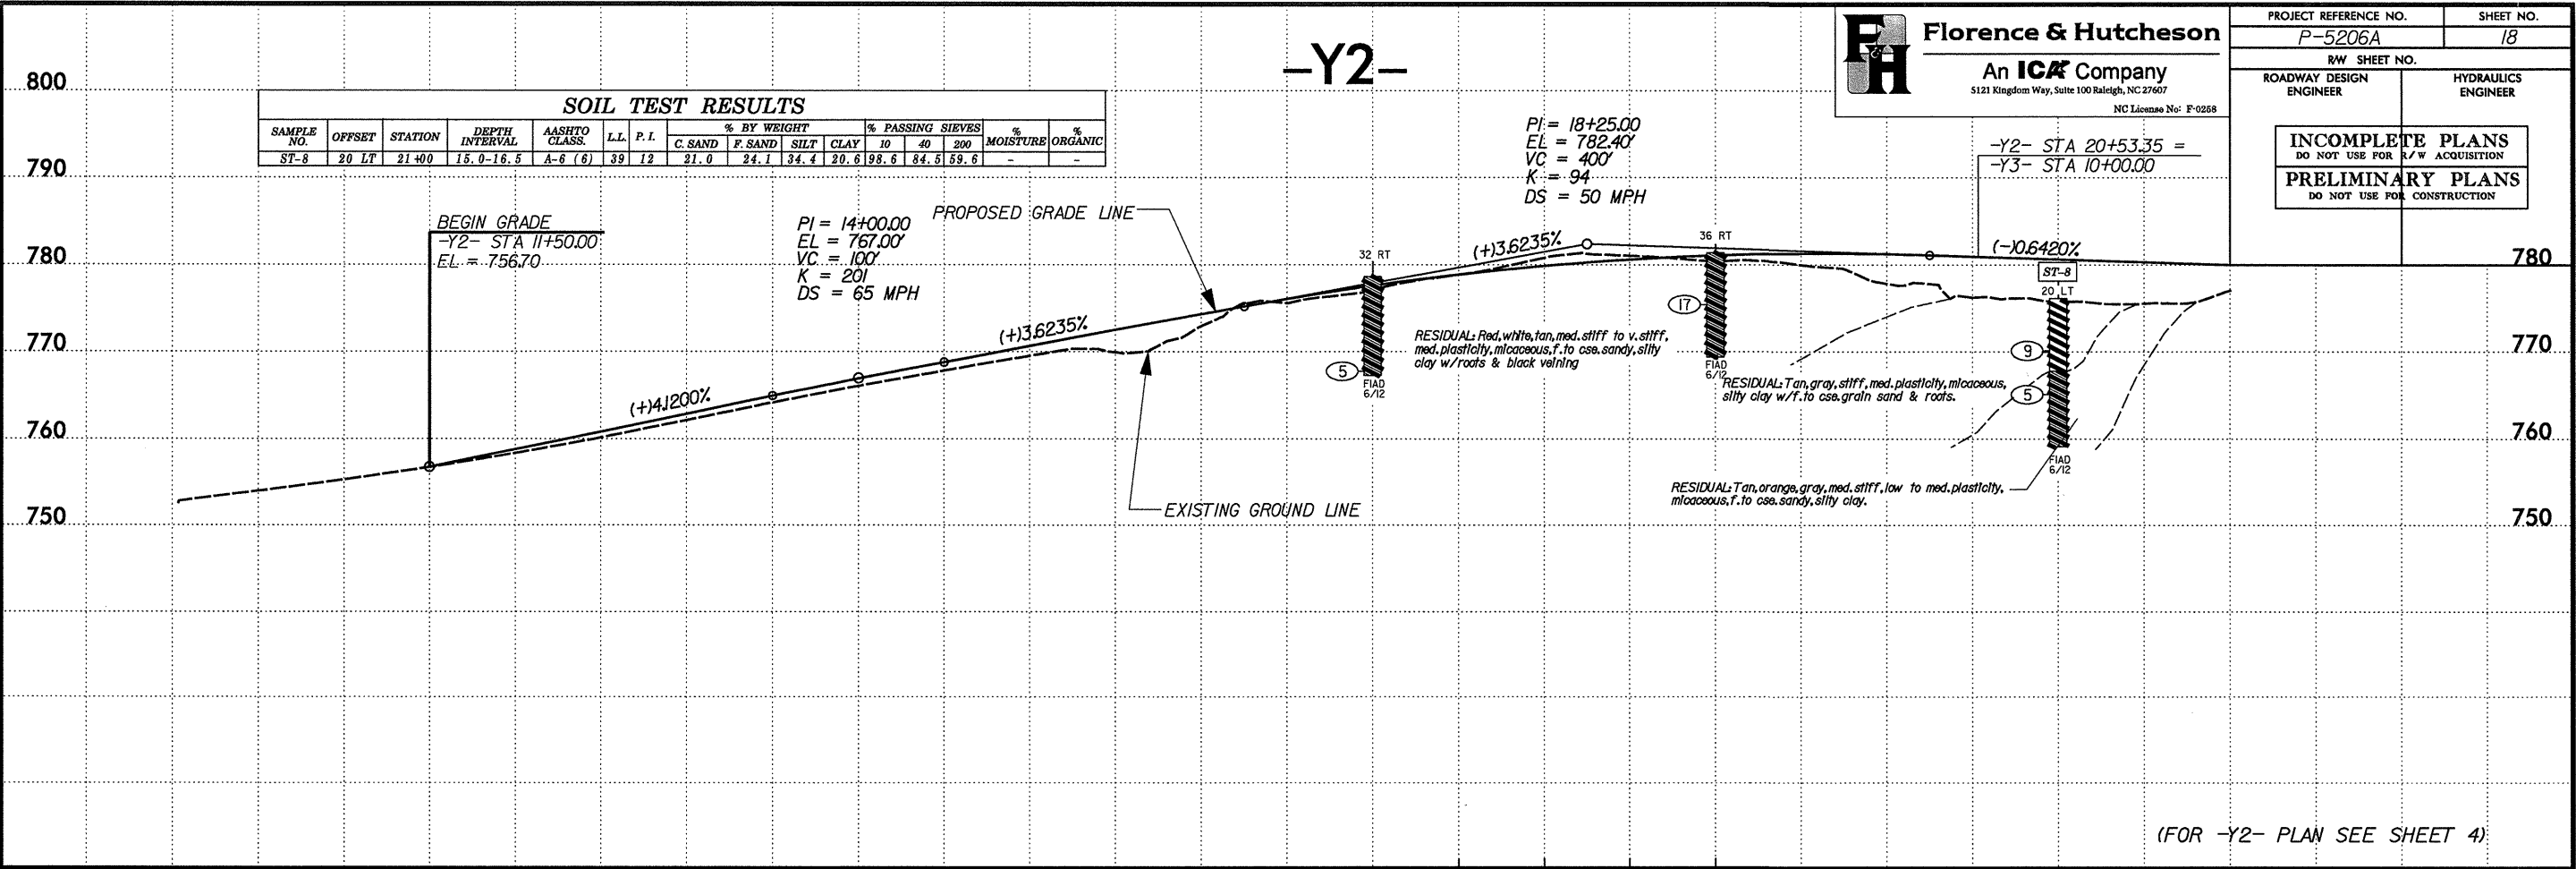 -Y2-
Florence & Hutcheson
An ICA Company
5121 Kingdom Way, Suite 100 Raleigh, NC 27607
NC License No: F-0258
F&H
PROJECT REFERENCE NO.
SHEET NO.
P-5206A
18
R/W SHEET NO.
ROADWAY DESIGN
ENGINEER
HYDRAULICS
ENGINEER
INCOMPLETE PLANS
DO NOT USE FOR R/W ACQUISITION
PRELIMINARY PLANS
DO NOT USE FOR CONSTRUCTION
SOIL TEST RESULTS
SAMPLE NO. OFFSET STATION DEPTH INTERVAL AASHTO CLASS. L.L. P.I. % BY WEIGHT % PASSING SIEVES % MOISTURE % ORGANIC
C. SAND F. SAND SILT CLAY 10 40 200
ST-8 20 LT 21+00 15.0-16.5 A-6 (6) 39 12 21.0 24.1 34.4 20.6 98.6 84.5 59.6 - -
800
790
780
770
760
750
BEGIN GRADE
-Y2- STA 11+50.00
EL = 756.70
PI = 14+00.00
EL = 767.00'
VC = 100'
K = 201
DS = 65 MPH
PROPOSED GRADE LINE
PI = 18+25.00
EL = 782.40'
VC = 400'
K = 94
DS = 50 MPH
-Y2- STA 20+53.35 =
-Y3- STA 10+00.00
(+)4.1200%
(+)3.6235%
(+)3.6235%
(-)0.6420%
32 RT
5
FIAD
6/12
RESIDUAL: Red, white, tan, med. stiff to v. stiff,
med. plasticity, micaceous, f. to cse. sandy, silty
clay w/roots & black veining
36 RT
17
FIAD
6/12
RESIDUAL: Tan, gray, stiff, med. plasticity, micaceous,
silty clay w/f. to cse. grain sand & roots.
ST-8
20 LT
9
5
FIAD
6/12
RESIDUAL: Tan, orange, gray, med. stiff, low to med. plasticity,
micaceous, f. to cse. sandy, silty clay.
EXISTING GROUND LINE
780
770
760
750
(FOR -Y2- PLAN SEE SHEET 4)